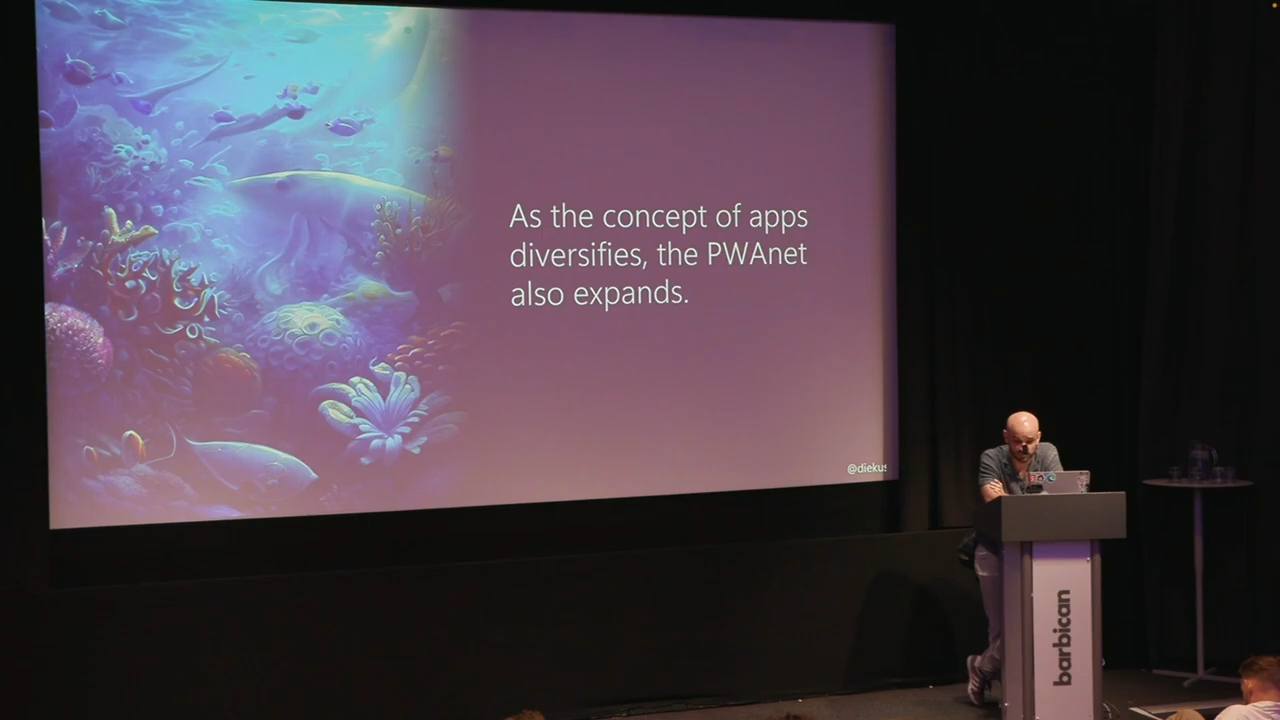 As the concept of apps
diversifies, the PWAnet
also expands.
@diekus
barbican